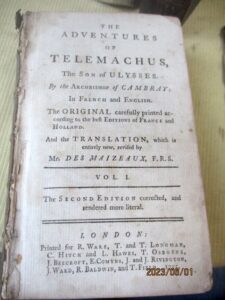 THE
ADVENTURES
OF
TELEMACHUS,
The SON of ULYSSES.
By the ARCHBISHOP of CAMBRAY:
In FRENCH and ENGLISH.
The ORIGINAL carefully printed ac-
cording to the best EDITIONS of FRANCE and
HOLLAND.
And the TRANSLATION, which is
entirely new, revised by
Mr. DES MAIZEAUX, F.R.S.
VOL. I.
The SECOND EDITION corrected, and
rendered more literal.
LONDON:
Printed for R. WARE, T. and T. LONGMAN,
C. HITCH and L. HAWES, T. OSBORNE,
J. BEECROFT, E. COMYNS, J. and J. RIVINGTON,
J. WARD, R. BALDWIN, and T.
2023/08/01